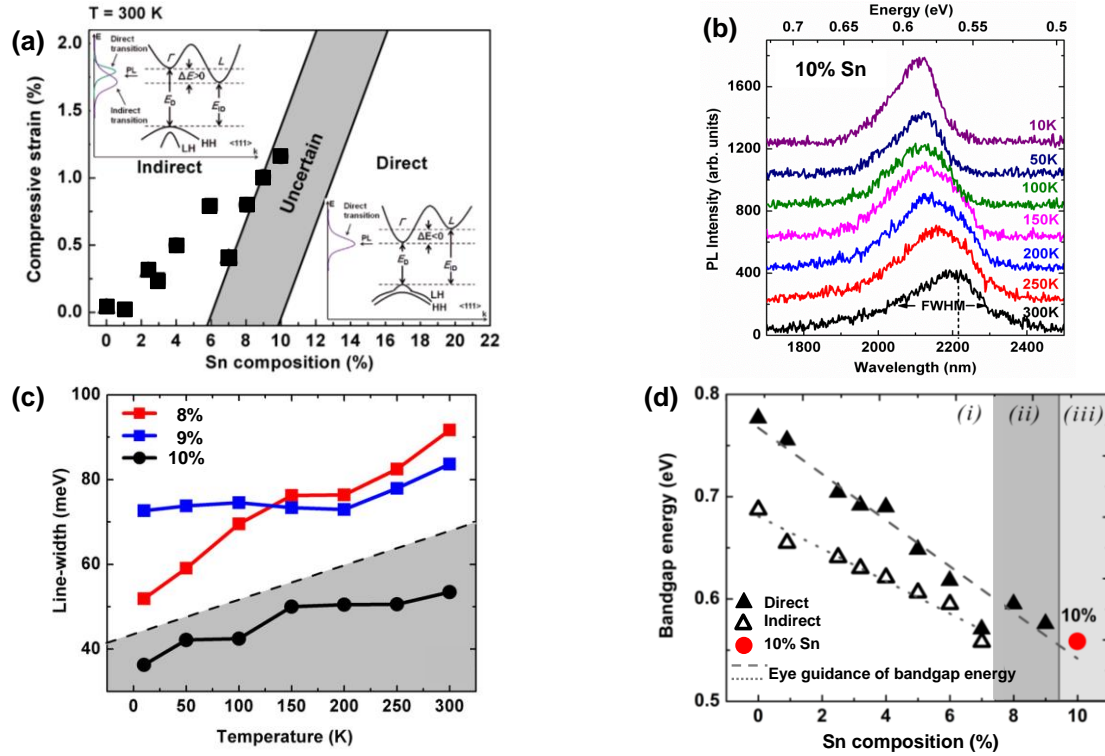 T = 300 K
(a)
Compressive strain (%)
2.0
1.5
1.0
0.5
0.0
0 2 4 6 8 10 12 14 16 18 20 22
Sn composition (%)
E
Direct
transition
PL
Indirect
transition
Γ
L
ΔE>0
E_D
E_ID
HH
LH
<111>
k
Indirect
Uncertain
Direct
E
Direct
transition
PL
Γ
L
ΔE<0
E_D
E_ID
LH
HH
<111>
k
(b)
Energy (eV)
0.7 0.65 0.6 0.55 0.5
10% Sn
PL Intensity (arb. units)
1600
1200
800
400
0
10K
50K
100K
150K
200K
250K
300K
FWHM
1800 2000 2200 2400
Wavelength (nm)
(c)
Line-width (meV)
100
80
60
40
8%
9%
10%
0 50 100 150 200 250 300
Temperature (K)
(d)
Bandgap energy (eV)
0.8
0.7
0.6
0.5
(i) (ii) (iii)
10%
Direct
Indirect
10% Sn
Eye guidance of bandgap energy
0 2 4 6 8 10
Sn composition (%)